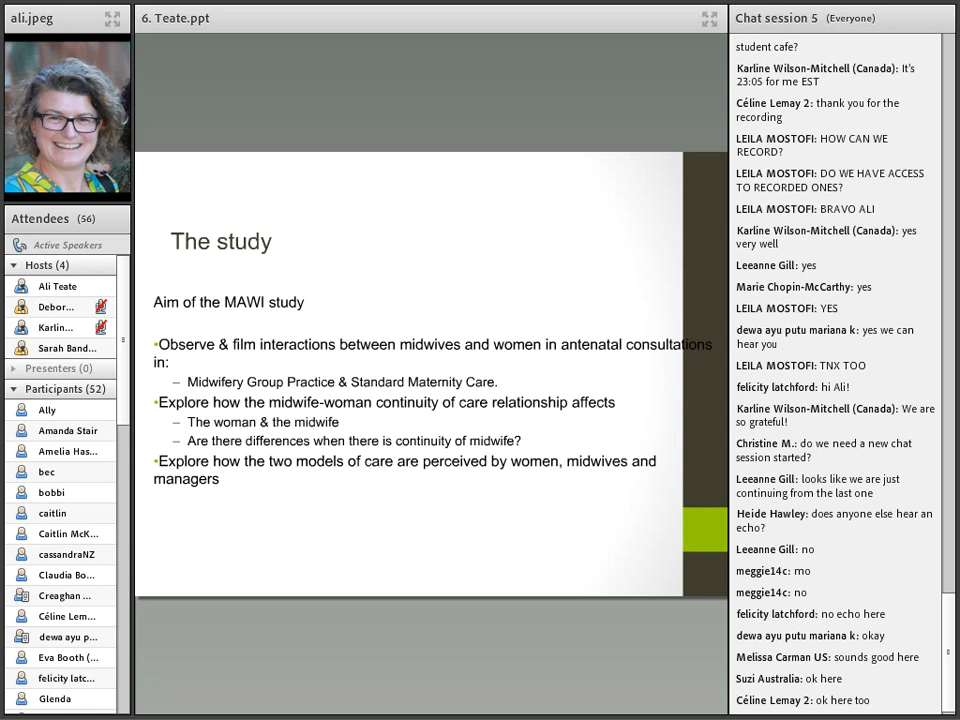 ali.jpeg
Attendees (56)
Active Speakers
Hosts (4)
Ali Teate
Debor...
Karlin...
Sarah Band...
Presenters (0)
Participants (52)
Ally
Amanda Stair
Amelia Has...
bec
bobbi
caitlin
Caitlin McK...
cassandraNZ
Claudia Bo...
Creaghan ...
Céline Lem...
dewa ayu p...
Eva Booth (...
felicity latc...
Glenda
6. Teate.ppt
The study
Aim of the MAWI study
•Observe & film interactions between midwives and women in antenatal consultations
in:
– Midwifery Group Practice & Standard Maternity Care.
•Explore how the midwife-woman continuity of care relationship affects
– The woman & the midwife
– Are there differences when there is continuity of midwife?
•Explore how the two models of care are perceived by women, midwives and
managers
Chat session 5 (Everyone)
student cafe?
Karline Wilson-Mitchell (Canada): It's
23:05 for me EST
Céline Lemay 2: thank you for the
recording
LEILA MOSTOFI: HOW CAN WE
RECORD?
LEILA MOSTOFI: DO WE HAVE ACCESS
TO RECORDED ONES?
LEILA MOSTOFI: BRAVO ALI
Karline Wilson-Mitchell (Canada): yes
very well
Leeanne Gill: yes
Marie Chopin-McCarthy: yes
LEILA MOSTOFI: YES
dewa ayu putu mariana k: yes we can
hear you
LEILA MOSTOFI: TNX TOO
felicity latchford: hi Ali!
Karline Wilson-Mitchell (Canada): We are
so grateful!
Christine M.: do we need a new chat
session started?
Leeanne Gill: looks like we are just
continuing from the last one
Heide Hawley: does anyone else hear an
echo?
Leeanne Gill: no
meggie14c: mo
meggie14c: no
felicity latchford: no echo here
dewa ayu putu mariana k: okay
Melissa Carman US: sounds good here
Suzi Australia: ok here
Céline Lemay 2: ok here too